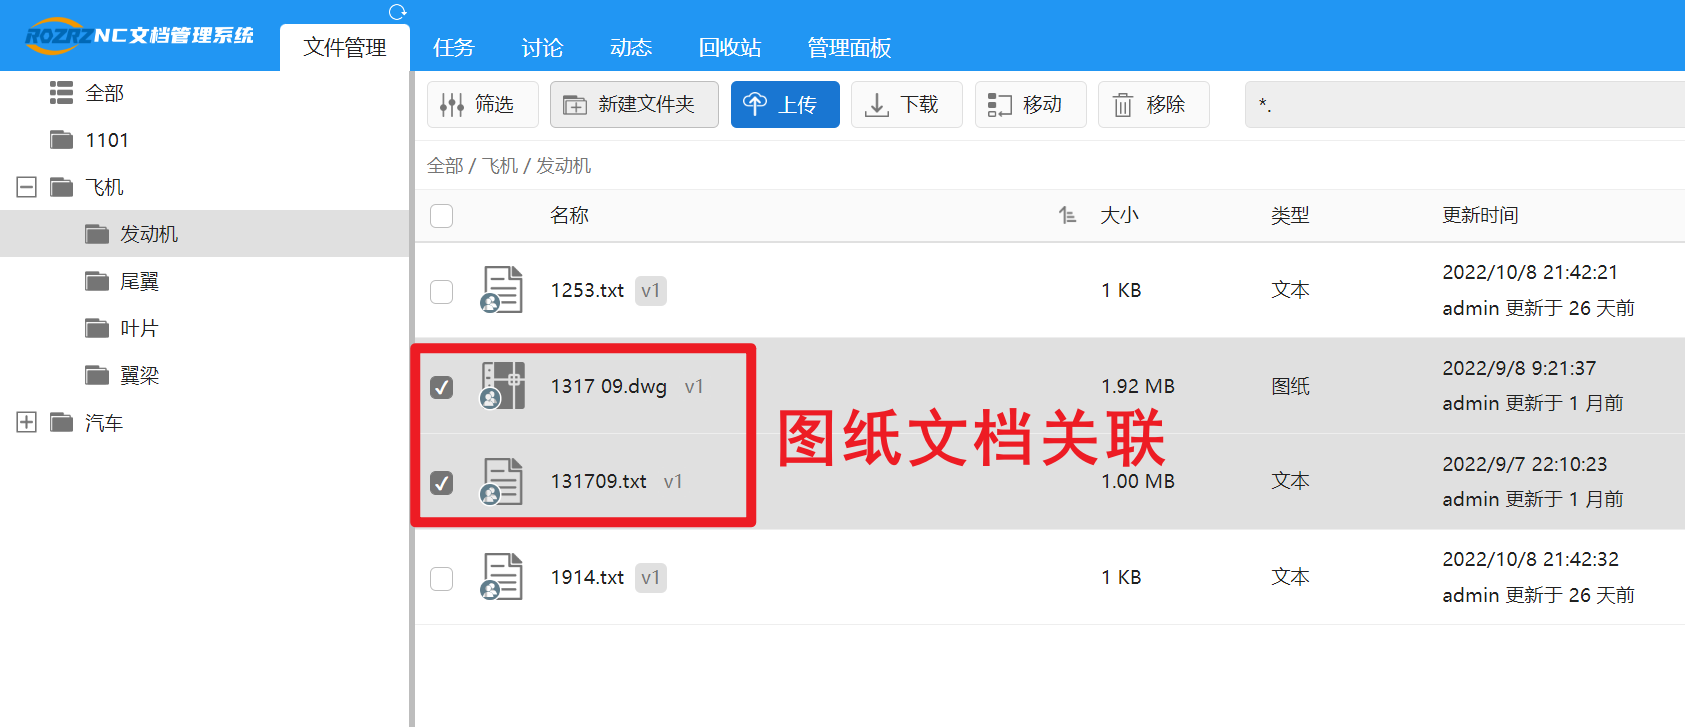 ROZRZNC文档管理系统
文件管理
任务
讨论
动态
回收站
管理面板
全部
1101
飞机
发动机
尾翼
叶片
翼梁
汽车
筛选
新建文件夹
上传
下载
移动
移除
*.
全部 / 飞机 / 发动机
名称
大小
类型
更新时间
1253.txt v1
1 KB
文本
2022/10/8 21:42:21
admin 更新于 26 天前
1317 09.dwg v1
1.92 MB
图纸
2022/9/8 9:21:37
admin 更新于 1 月前
图纸文档关联
131709.txt v1
1.00 MB
文本
2022/9/7 22:10:23
admin 更新于 1 月前
1914.txt v1
1 KB
文本
2022/10/8 21:42:32
admin 更新于 26 天前